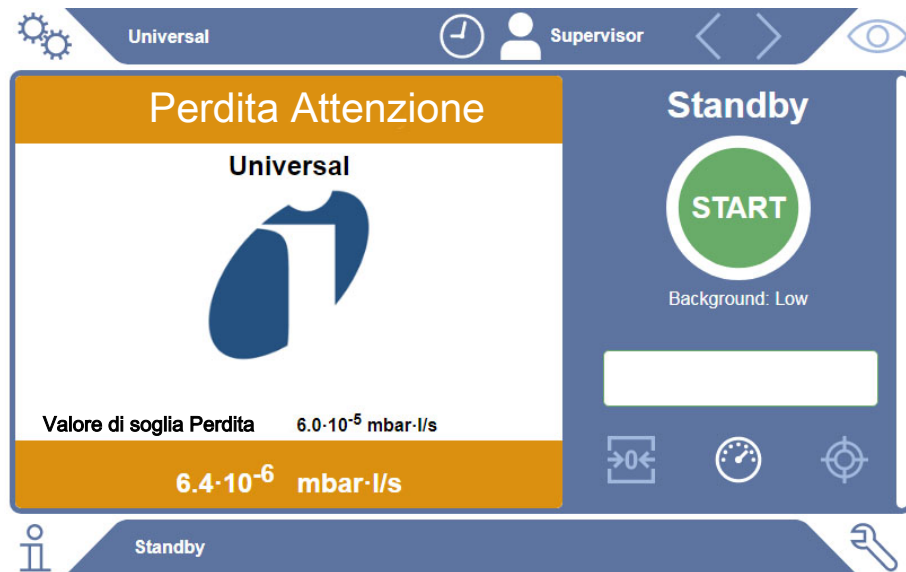 Universal
Supervisor
Perdita Attenzione
Universal
Valore di soglia Perdita 6.0·10-5 mbar·l/s
6.4·10-6 mbar·l/s
Standby
START
Background: Low
→0←
Standby